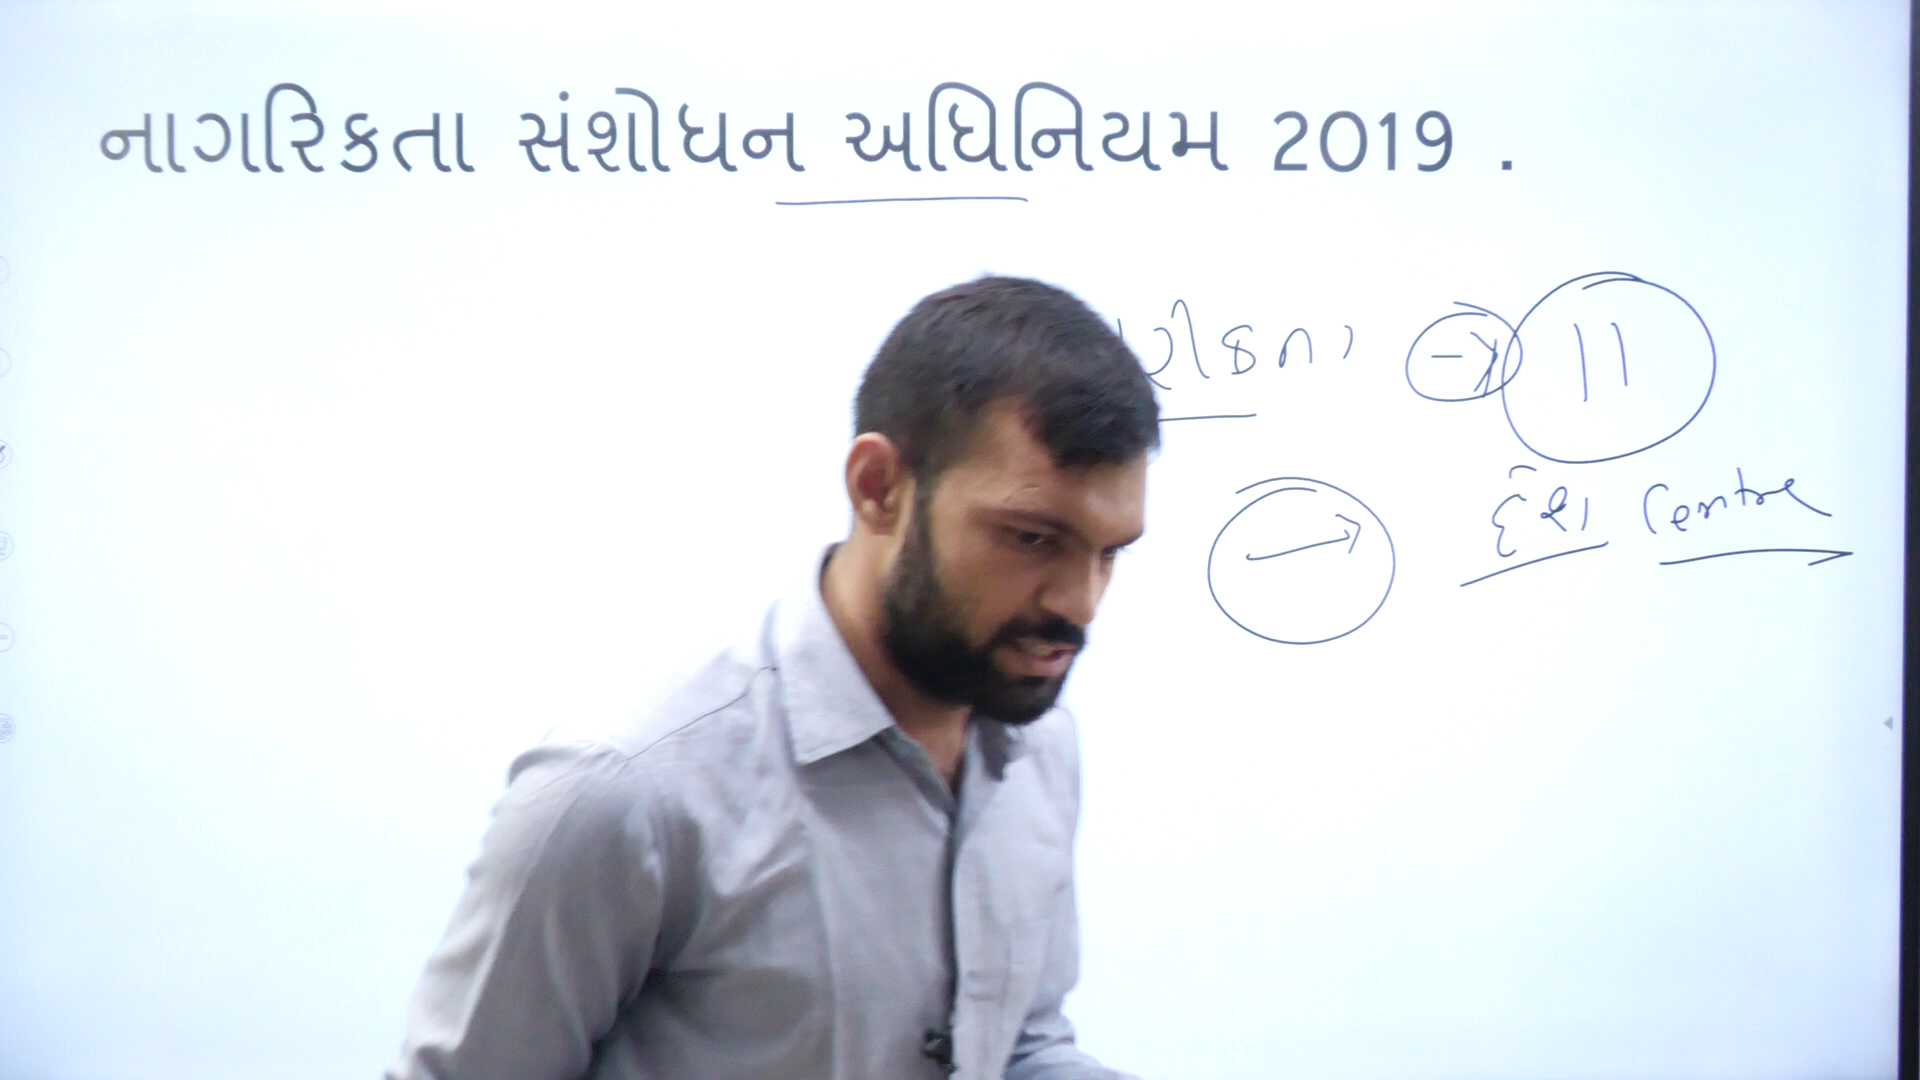 નાગરિકતા સંશોધન અધિનિયમ 2019 .
→ 11
→ દેશ Centre